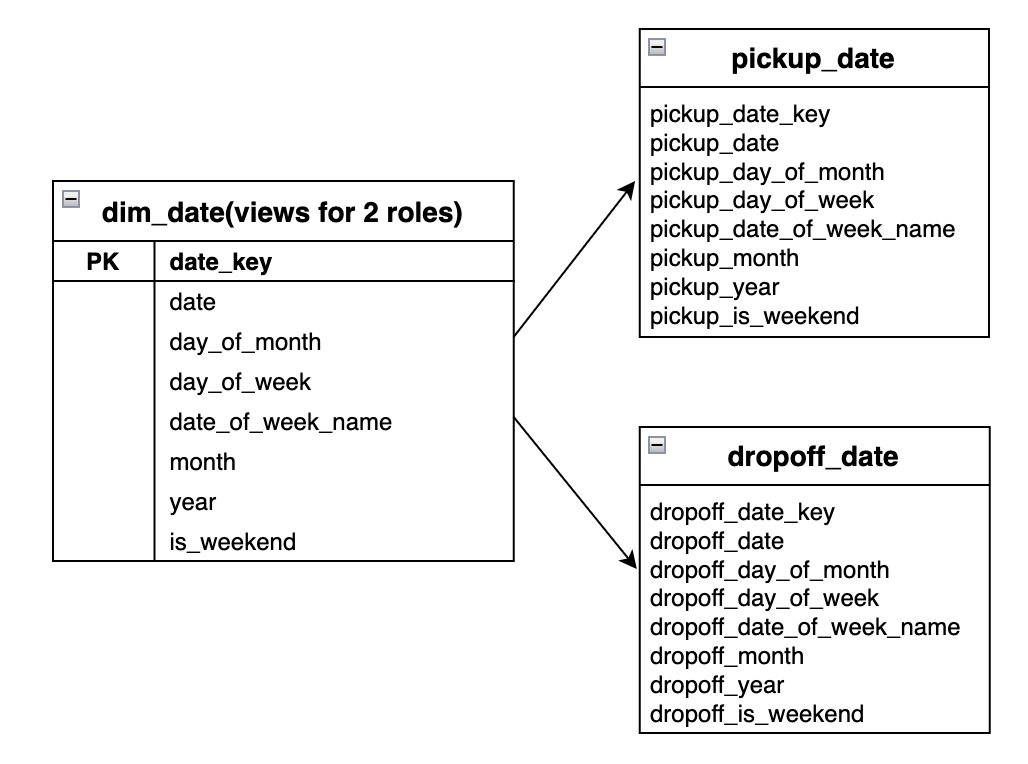 dim_date(views for 2 roles)
PK date_key
date
day_of_month
day_of_week
date_of_week_name
month
year
is_weekend
pickup_date
pickup_date_key
pickup_date
pickup_day_of_month
pickup_day_of_week
pickup_date_of_week_name
pickup_month
pickup_year
pickup_is_weekend
dropoff_date
dropoff_date_key
dropoff_date
dropoff_day_of_month
dropoff_day_of_week
dropoff_date_of_week_name
dropoff_month
dropoff_year
dropoff_is_weekend